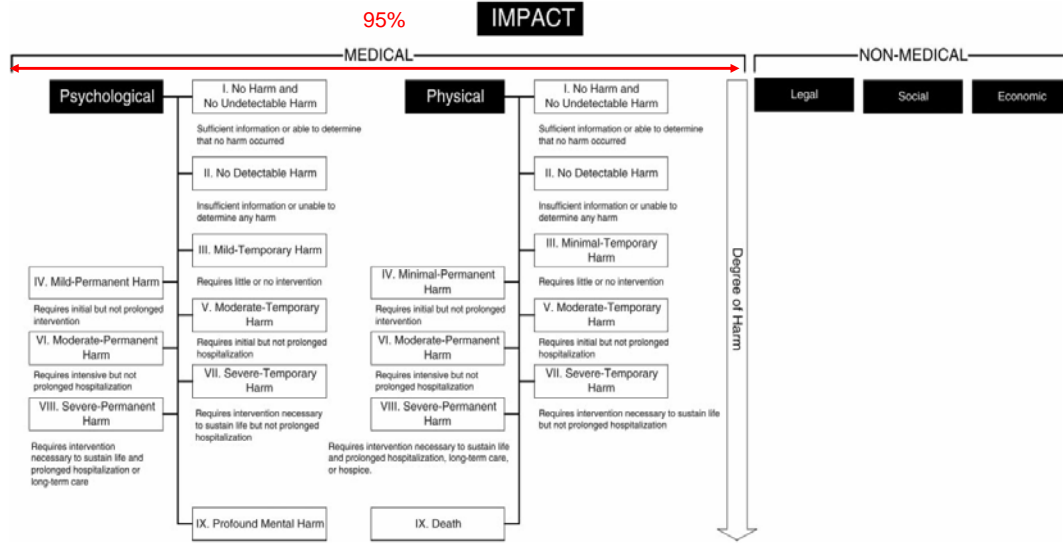 95%
IMPACT
MEDICAL
NON-MEDICAL
Psychological
I. No Harm and
No Undetectable Harm
Sufficient information or able to determine
that no harm occurred
II. No Detectable Harm
Insufficient information or unable to
determine any harm
III. Mild-Temporary Harm
Requires little or no intervention
IV. Mild-Permanent Harm
Requires initial but not prolonged
intervention
V. Moderate-Temporary
Harm
Requires initial but not prolonged
hospitalization
VI. Moderate-Permanent
Harm
Requires intensive but not
prolonged hospitalization
VII. Severe-Temporary
Harm
Requires intervention necessary
to sustain life but not prolonged
hospitalization
VIII. Severe-Permanent
Harm
Requires intervention
necessary to sustain life and
prolonged hospitalization or
long-term care
IX. Profound Mental Harm
Physical
I. No Harm and
No Undetectable Harm
Sufficient information or able to determine
that no harm occurred
II. No Detectable Harm
Insufficient information or unable to
determine any harm
III. Minimal-Temporary
Harm
Requires little or no intervention
IV. Minimal-Permanent
Harm
Requires initial but not prolonged
intervention
V. Moderate-Temporary
Harm
Requires initial but not prolonged
hospitalization
VI. Moderate-Permanent
Harm
Requires intensive but not
prolonged hospitalization
VII. Severe-Temporary
Harm
Requires intervention necessary to sustain life
but not prolonged hospitalization
VIII. Severe-Permanent
Harm
Requires intervention necessary to sustain life
and prolonged hospitalization, long-term care,
or hospice.
IX. Death
Degree of Harm
Legal
Social
Economic